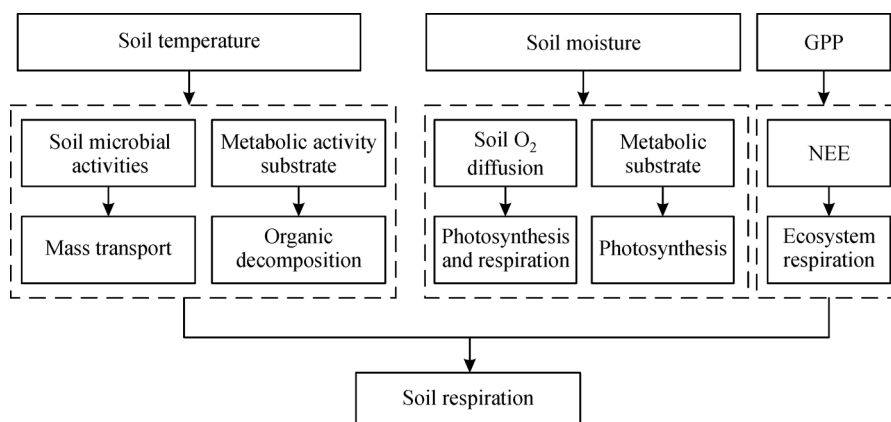 Soil temperature
Soil moisture
GPP
Soil microbial
activities
Metabolic activity
substrate
Soil O₂
diffusion
Metabolic
substrate
NEE
Mass transport
Organic
decomposition
Photosynthesis
and respiration
Photosynthesis
Ecosystem
respiration
Soil respiration